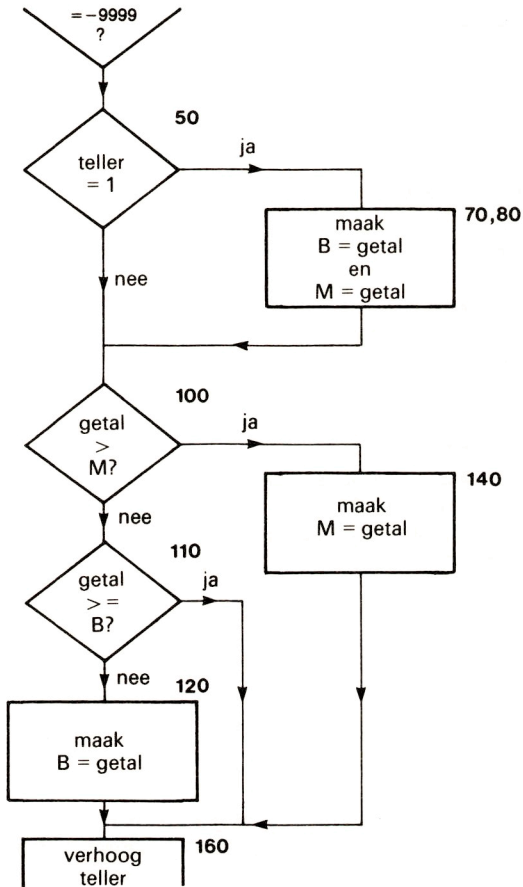 =-9999
?
50
teller
= 1
ja
70,80
maak
B = getal
en
M = getal
nee
100
getal
>
M?
ja
140
maak
M = getal
nee
110
getal
> =
B?
ja
nee
120
maak
B = getal
160
verhoog
teller